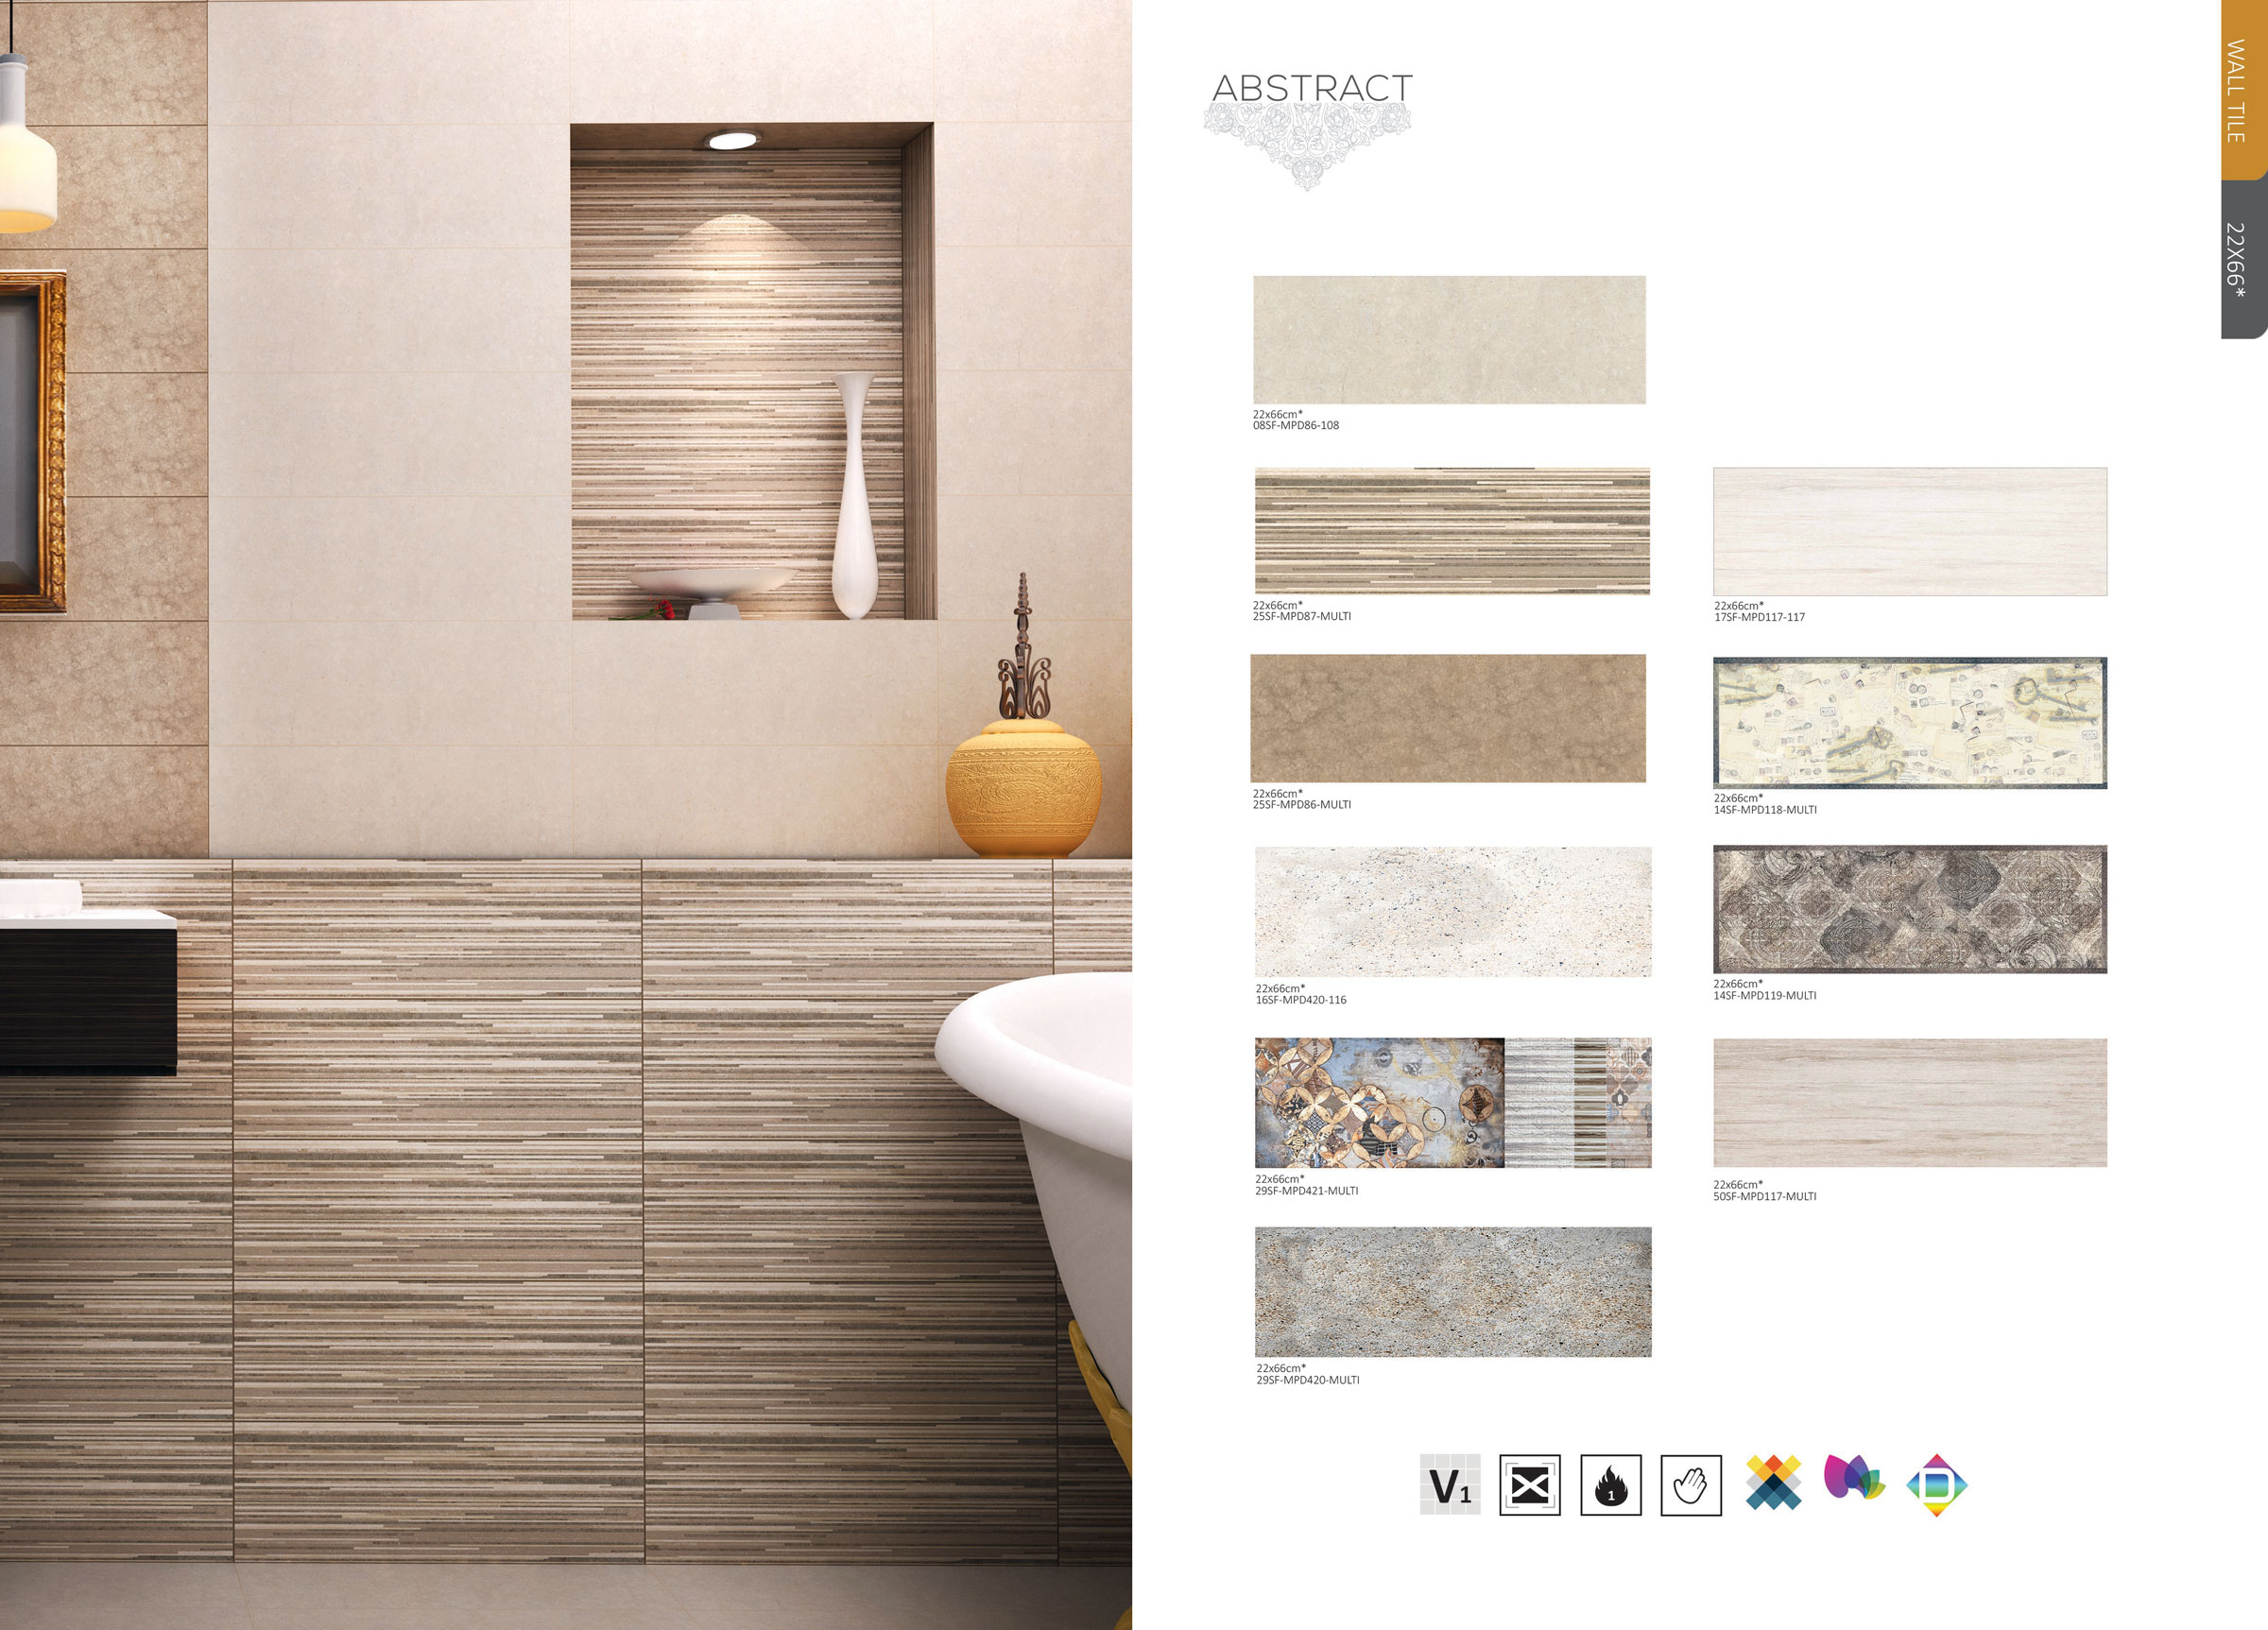 ABSTRACT
WALL TILE
22X66*
22x66cm*
08SF-MPD86-108
22x66cm*
25SF-MPD87-MULTI
22x66cm*
17SF-MPD117-117
22x66cm*
25SF-MPD86-MULTI
22x66cm*
14SF-MPD118-MULTI
22x66cm*
16SF-MPD420-116
22x66cm*
14SF-MPD119-MULTI
22x66cm*
29SF-MPD421-MULTI
22x66cm*
50SF-MPD117-MULTI
22x66cm*
29SF-MPD420-MULTI
V1
1
D